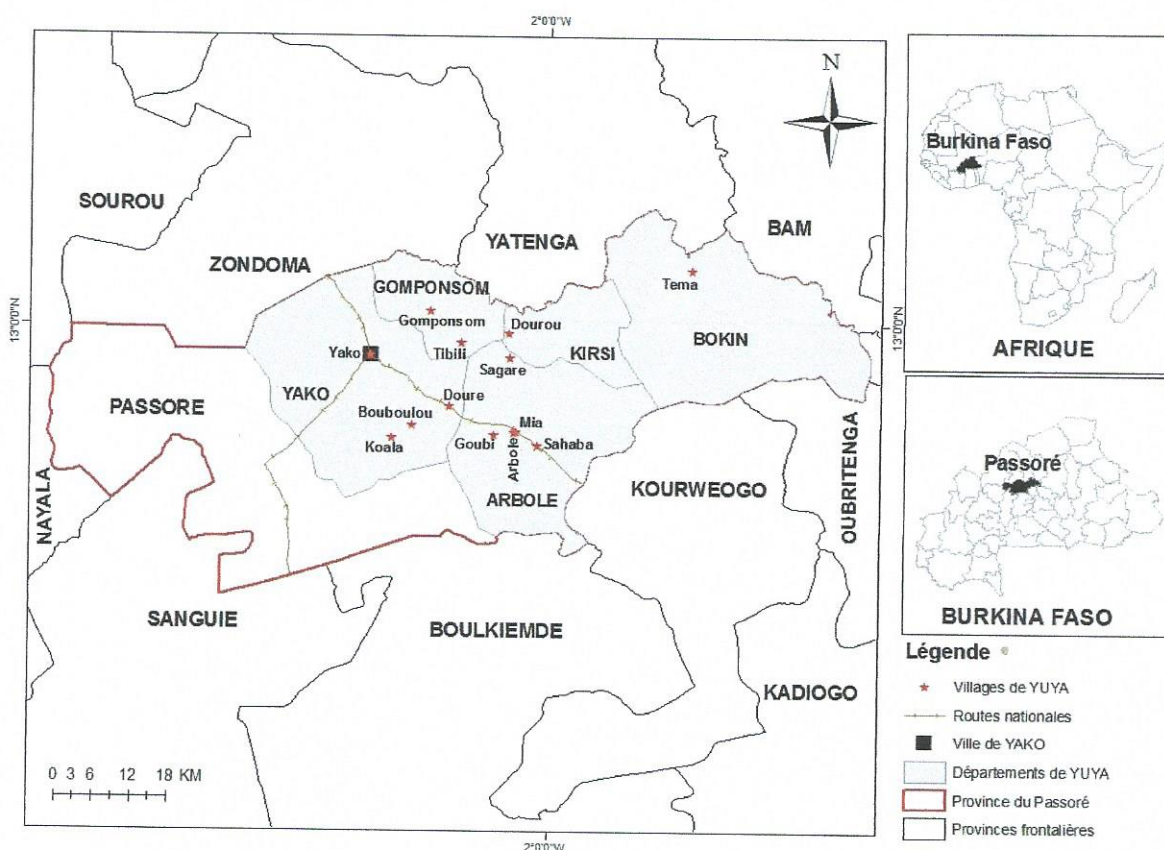 2°0'0"W
N
SOUROU
BAM
YATENGA
ZONDOMA
Tema
GOMPONSOM
Gomponsom
Dourou
13°0'0"N
13°0'0"N
Yako
Tibili
KIRSI
BOKIN
Sagare
YAKO
PASSORE
Doure
Bouboulou
Mia
Koala
Goubi
Arbole
Sahaba
ARBOLE
KOURWEOGO
OUBRITENGA
NAYALA
SANGUIE
BOULKIEMDE
KADIOGO
0 3 6 12 18 KM
2°0'0"W
Burkina Faso
AFRIQUE
Passoré
BURKINA FASO
Légende
Villages de YUYA
Routes nationales
Ville de YAKO
Départements de YUYA
Province du Passoré
Provinces frontalières